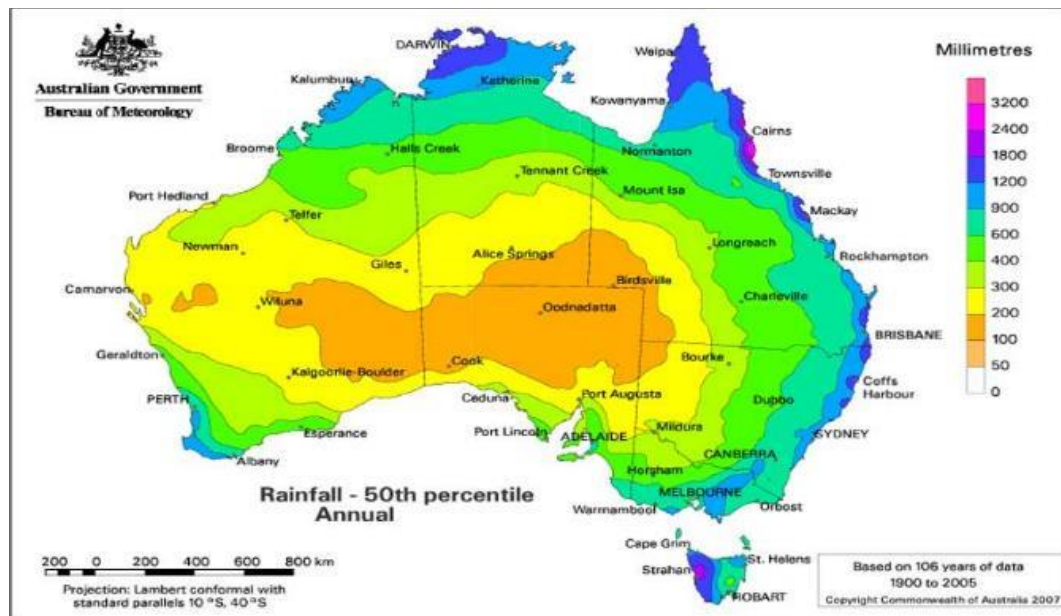 Australian Government
Bureau of Meteorology
DARWIN
Weipa
Millimetres
Kalumburu
Katherine
Kowanyama
3200
2400
1800
1200
900
600
400
300
200
100
50
0
Cairns
Broome
Halls Creek
Normanton
Tennant Creek
Townsville
Port Hedland
Mount Isa
Telfer
Mackay
Newman
Alice Springs
Longreach
Giles
Rockhampton
Birdsville
Carnarvon
Wiluna
Oodnadatta
Charleville
Geraldton
Cook
Bourke
BRISBANE
Kalgoorlie-Boulder
Coffs
Harbour
PERTH
Ceduna
Port Augusta
Dubbo
Esperance
Port Lincoln
ADELAIDE
Mildura
SYDNEY
Albany
Horsham
CANBERRA
Rainfall - 50th percentile
Annual
MELBOURNE
Warrnambool
Orbost
Cape Grim
St. Helens
Strahan
HOBART
200 0 200 400 600 800 km
Projection: Lambert conformal with
standard parallels 10 °S, 40 °S
Based on 106 years of data
1900 to 2005
Copyright Commonwealth of Australia 2007